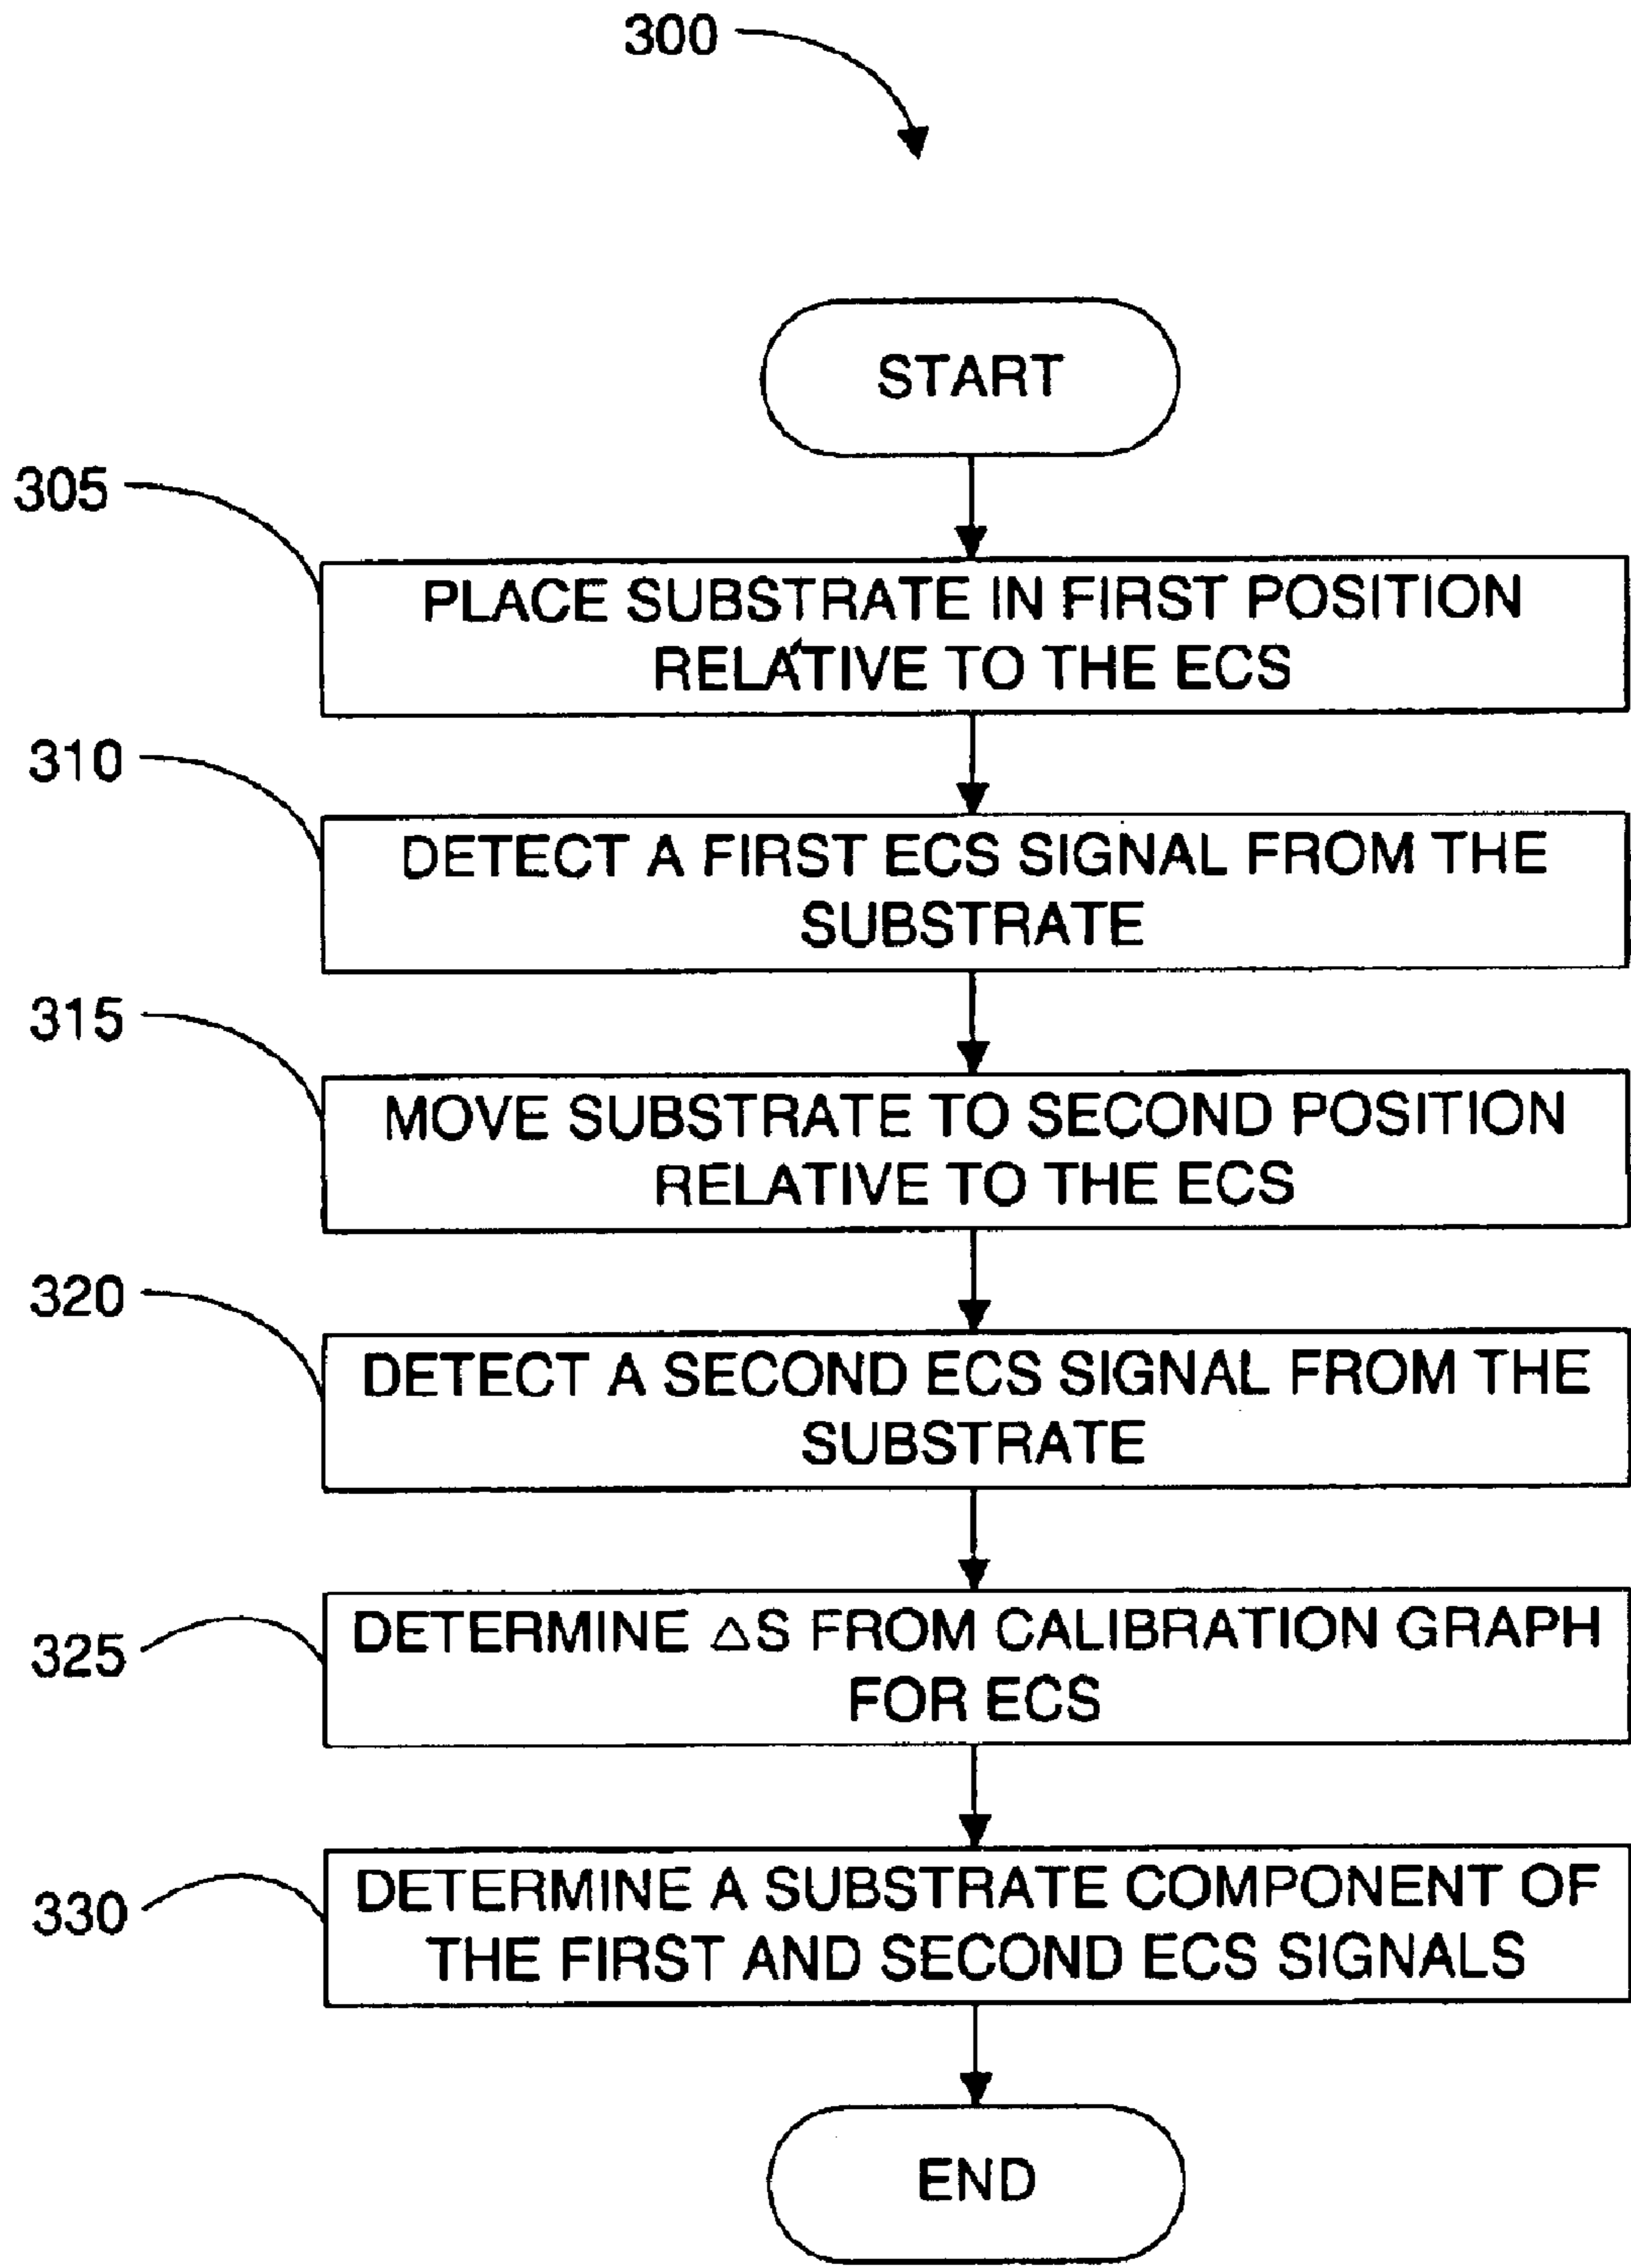 300
START
305
PLACE SUBSTRATE IN FIRST POSITION
RELATIVE TO THE ECS
310
DETECT A FIRST ECS SIGNAL FROM THE
SUBSTRATE
315
MOVE SUBSTRATE TO SECOND POSITION
RELATIVE TO THE ECS
320
DETECT A SECOND ECS SIGNAL FROM THE
SUBSTRATE
325
DETERMINE △S FROM CALIBRATION GRAPH
FOR ECS
330
DETERMINE A SUBSTRATE COMPONENT OF
THE FIRST AND SECOND ECS SIGNALS
END